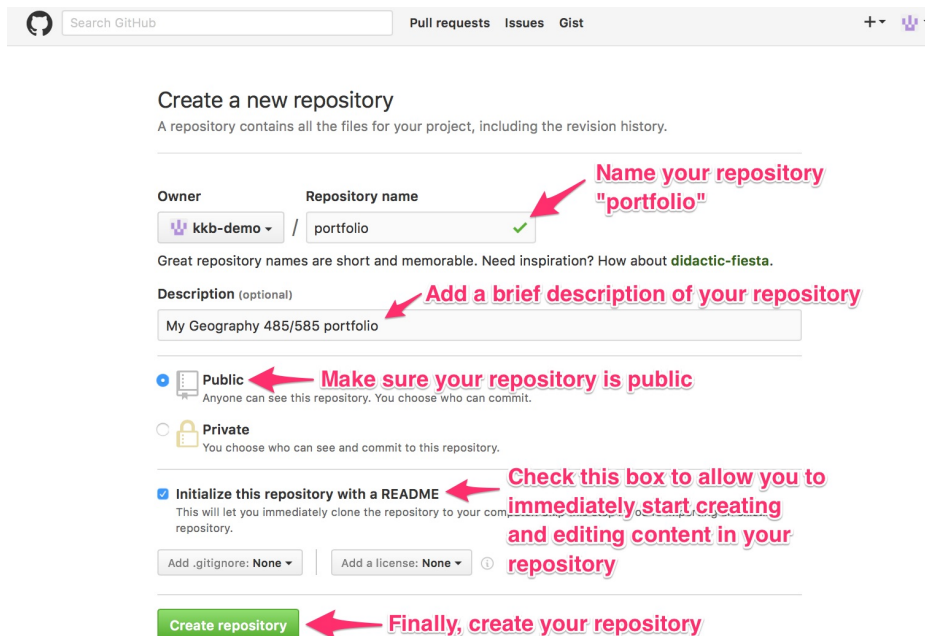 Search GitHub
Pull requests Issues Gist
Create a new repository
A repository contains all the files for your project, including the revision history.
Name your repository
"portfolio"
Owner Repository name
kkb-demo / portfolio
Great repository names are short and memorable. Need inspiration? How about didactic-fiesta.
Description (optional)
Add a brief description of your repository
My Geography 485/585 portfolio
Public
Make sure your repository is public
Anyone can see this repository. You choose who can commit.
Private
You choose who can see and commit to this repository.
Check this box to allow you to
immediately start creating
and editing content in your
repository
Initialize this repository with a README
This will let you immediately clone the repository to your
repository.
Add .gitignore: None Add a license: None
Create repository
Finally, create your repository